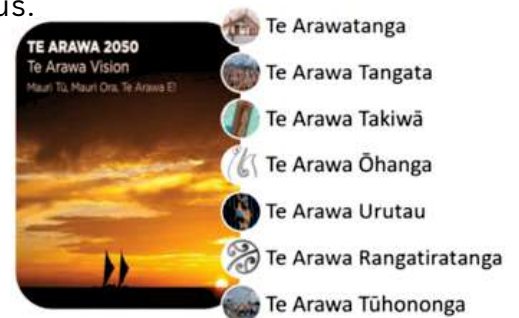 us.
TE ARAWA 2050
Te Arawa Vision
Mauri Tū, Mauri Ora, Te Arawa E!
Te Arawatanga
Te Arawa Tangata
Te Arawa Takiwā
Te Arawa Ōhanga
Te Arawa Urutau
Te Arawa Rangatiratanga
Te Arawa Tūhononga